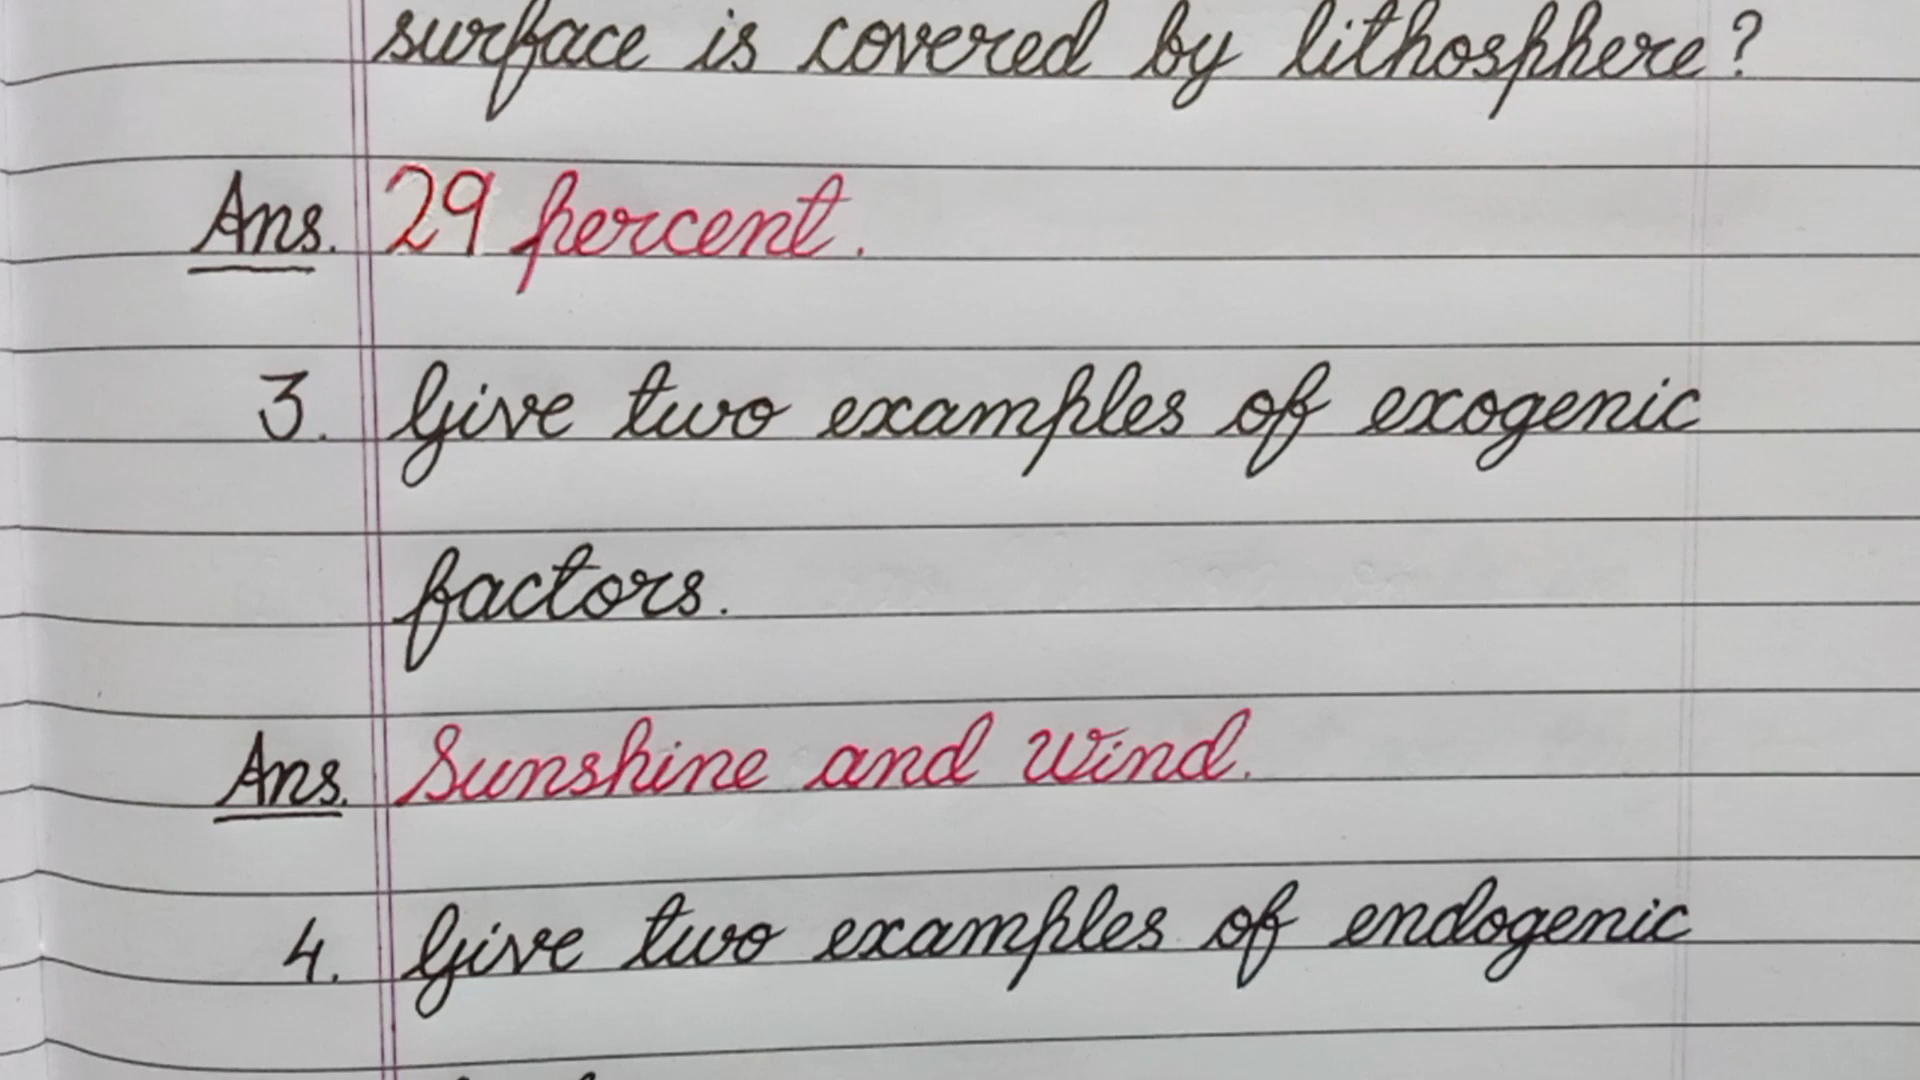 surface is covered by lithosphere?
Ans. 29 percent.
3. Give two examples of exogenic
factors.
Ans. Sunshine and wind.
4. Give two examples of endogenic